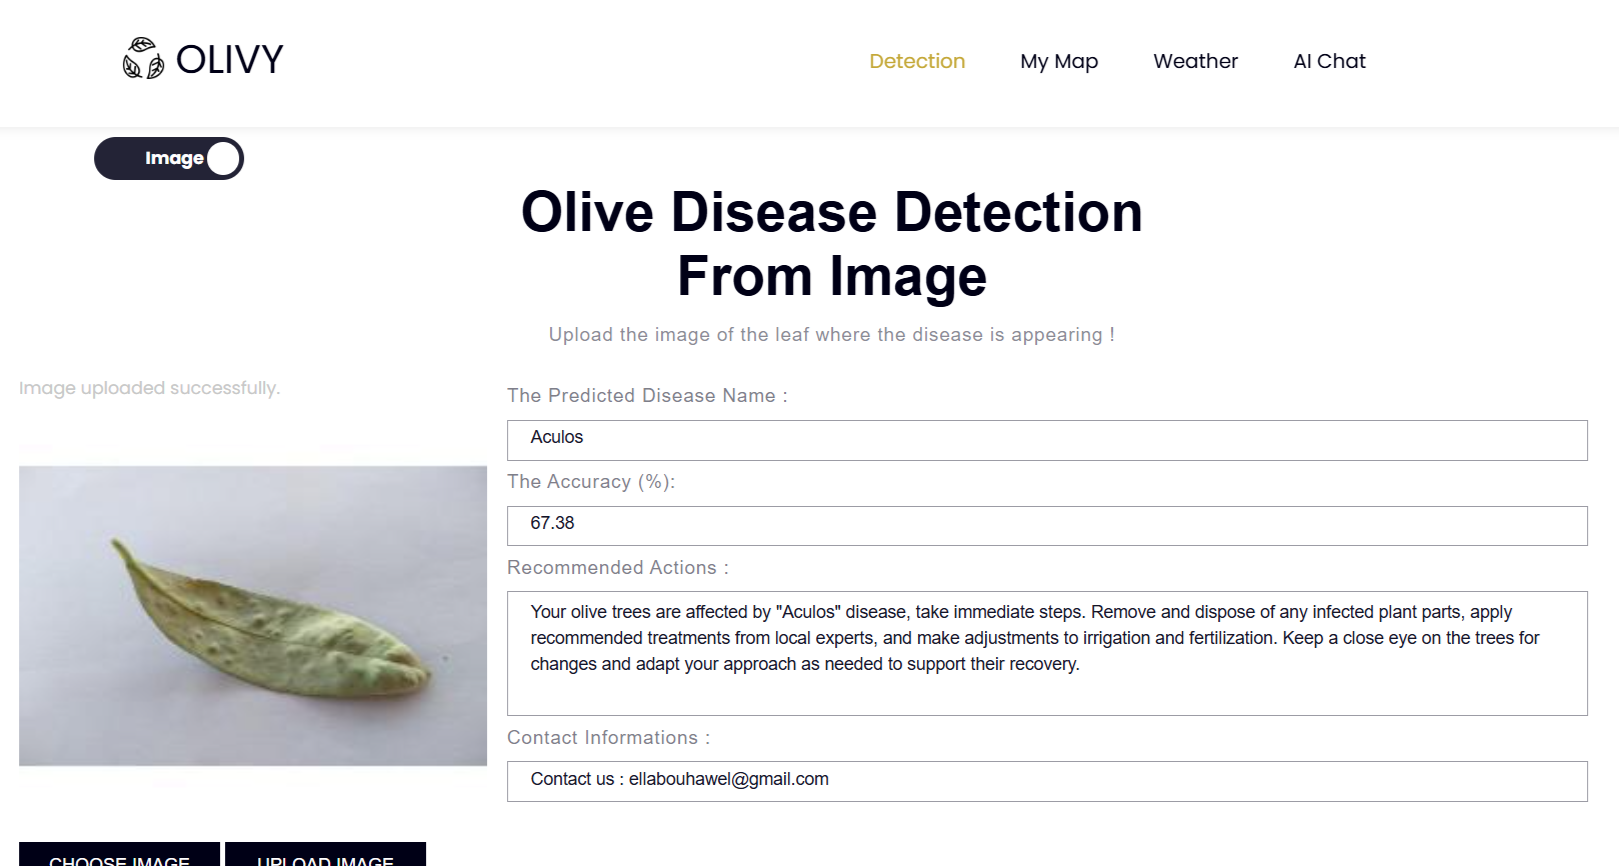 OLIVY
Detection My Map Weather AI Chat
Image
Olive Disease Detection
From Image
Upload the image of the leaf where the disease is appearing !
Image uploaded successfully.
The Predicted Disease Name :
Aculos
The Accuracy (%):
67.38
Recommended Actions :
Your olive trees are affected by "Aculos" disease, take immediate steps. Remove and dispose of any infected plant parts, apply
recommended treatments from local experts, and make adjustments to irrigation and fertilization. Keep a close eye on the trees for
changes and adapt your approach as needed to support their recovery.
Contact Informations :
Contact us : ellabouhawel@gmail.com
CHOOSE IMAGE UPLOAD IMAGE